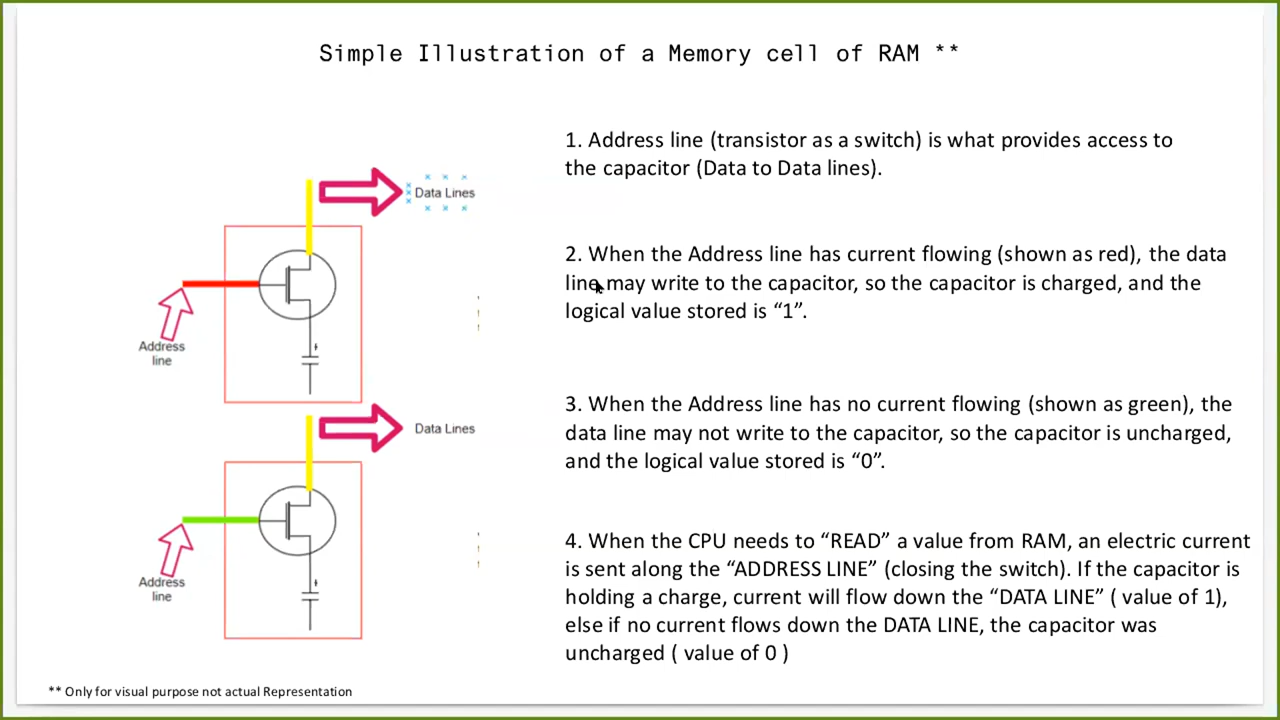 Simple Illustration of a Memory cell of RAM **
1. Address line (transistor as a switch) is what provides access to
the capacitor (Data to Data lines).
Data Lines
2. When the Address line has current flowing (shown as red), the data
line may write to the capacitor, so the capacitor is charged, and the
logical value stored is “1”.
Address
line
+
3. When the Address line has no current flowing (shown as green), the
data line may not write to the capacitor, so the capacitor is uncharged,
and the logical value stored is “0”.
Data Lines
4. When the CPU needs to “READ” a value from RAM, an electric current
is sent along the “ADDRESS LINE” (closing the switch). If the capacitor is
holding a charge, current will flow down the “DATA LINE” ( value of 1),
else if no current flows down the DATA LINE, the capacitor was
uncharged ( value of 0 )
Address
line
+
** Only for visual purpose not actual Representation